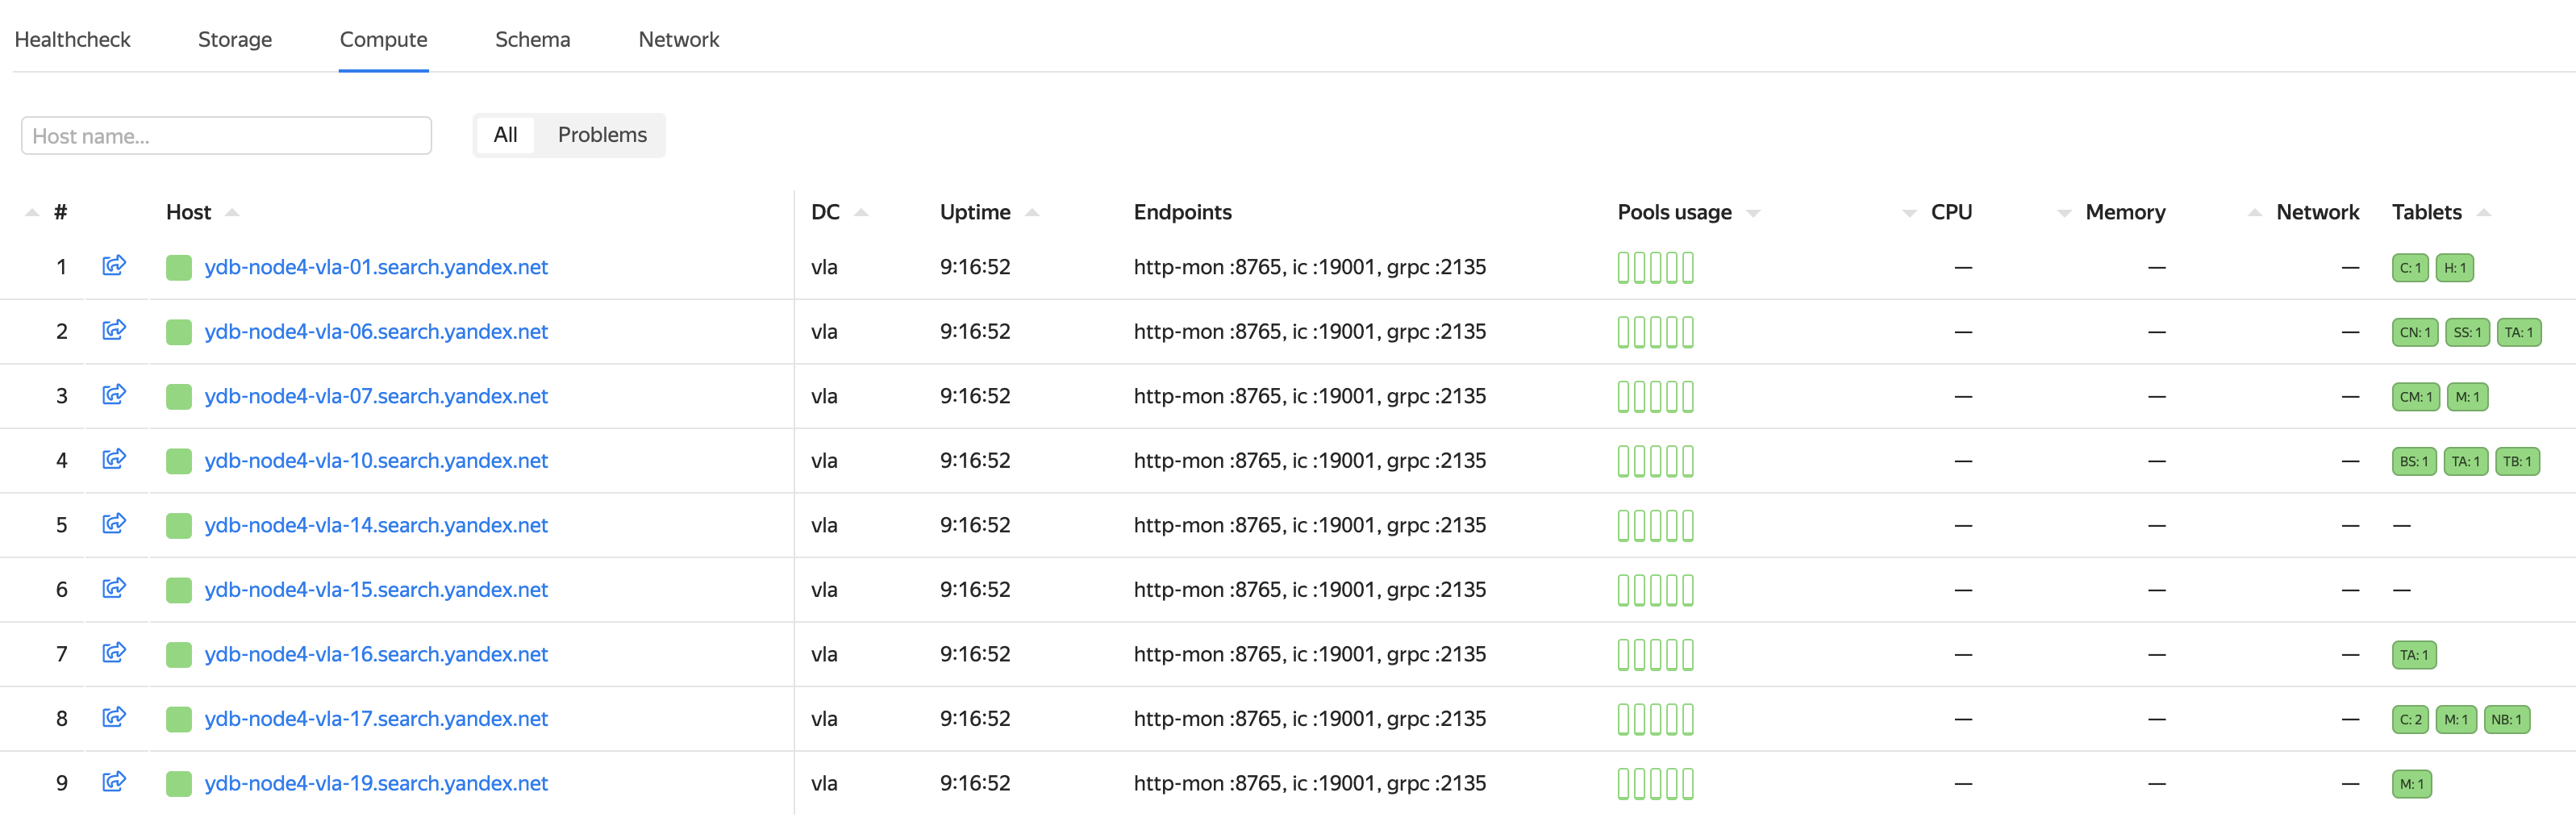 Healthcheck Storage Compute Schema Network
Host name... All Problems
# Host DC Uptime Endpoints Pools usage CPU Memory Network Tablets
1 ydb-node4-vla-01.search.yandex.net vla 9:16:52 http-mon :8765, ic :19001, grpc :2135 — — — C: 1 H: 1
2 ydb-node4-vla-06.search.yandex.net vla 9:16:52 http-mon :8765, ic :19001, grpc :2135 — — — CN: 1 SS: 1 TA: 1
3 ydb-node4-vla-07.search.yandex.net vla 9:16:52 http-mon :8765, ic :19001, grpc :2135 — — — CM: 1 M: 1
4 ydb-node4-vla-10.search.yandex.net vla 9:16:52 http-mon :8765, ic :19001, grpc :2135 — — — BS: 1 TA: 1 TB: 1
5 ydb-node4-vla-14.search.yandex.net vla 9:16:52 http-mon :8765, ic :19001, grpc :2135 — — — —
6 ydb-node4-vla-15.search.yandex.net vla 9:16:52 http-mon :8765, ic :19001, grpc :2135 — — — —
7 ydb-node4-vla-16.search.yandex.net vla 9:16:52 http-mon :8765, ic :19001, grpc :2135 — — — TA: 1
8 ydb-node4-vla-17.search.yandex.net vla 9:16:52 http-mon :8765, ic :19001, grpc :2135 — — — C: 2 M: 1 NB: 1
9 ydb-node4-vla-19.search.yandex.net vla 9:16:52 http-mon :8765, ic :19001, grpc :2135 — — — M: 1